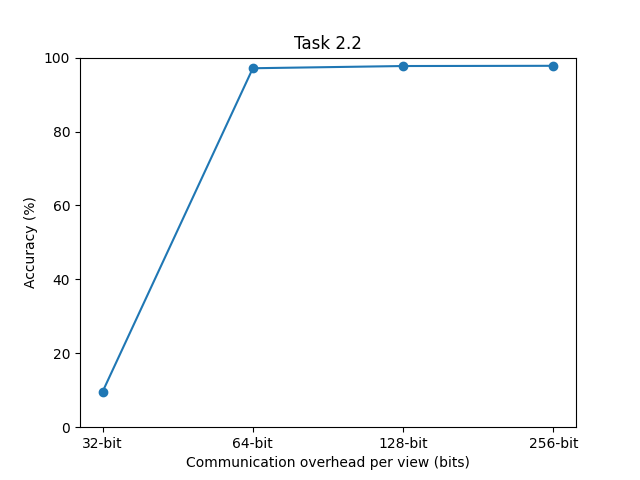 Task 2.2
100
80
60
40
20
0
Accuracy (%)
32-bit 64-bit 128-bit 256-bit
Communication overhead per view (bits)